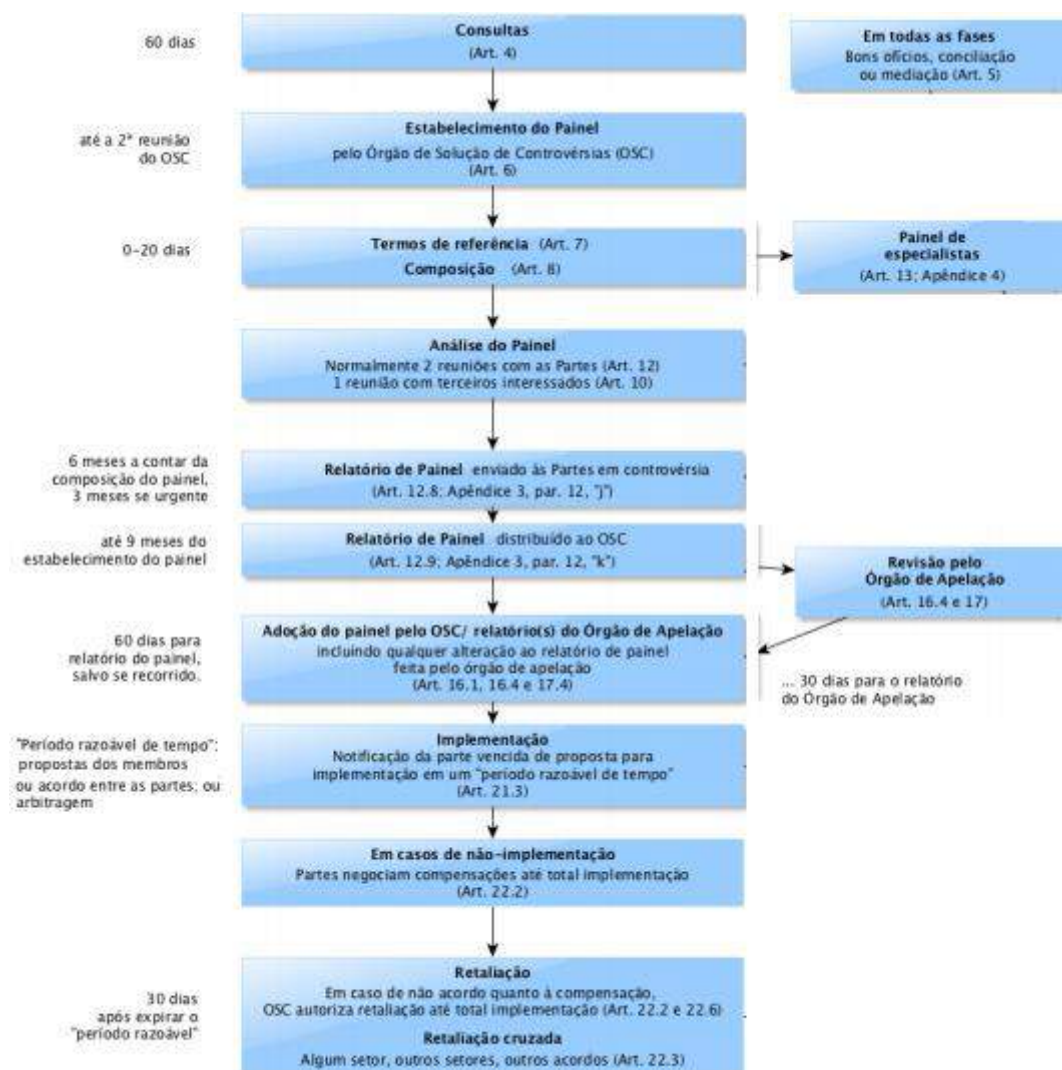 60 dias
Consultas
(Art. 4)
Em todas as fases
Bons ofícios, conciliação
ou mediação (Art. 5)
até a 2ª reunião
do OSC
Estabelecimento do Painel
pelo Órgão de Solução de Controvérsias (OSC)
(Art. 6)
0-20 dias
Termos de referência (Art. 7)
Composição (Art. 8)
Painel de
especialistas
(Art. 13; Apêndice 4)
Análise do Painel
Normalmente 2 reuniões com as Partes (Art. 12)
1 reunião com terceiros interessados (Art. 10)
6 meses a contar da
composição do painel,
3 meses se urgente
Relatório de Painel enviado às Partes em controvérsia
(Art. 12.8; Apêndice 3, par. 12, "j")
até 9 meses do
estabelecimento do painel
Relatório de Painel distribuído ao OSC
(Art. 12.9; Apêndice 3, par. 12, "k")
Revisão pelo
Órgão de Apelação
(Art. 16.4 e 17)
60 dias para
relatório do painel,
salvo se recorrido.
Adoção do painel pelo OSC/ relatório(s) do Órgão de Apelação
incluindo qualquer alteração ao relatório de painel
feita pelo órgão de apelação
(Art. 16.1, 16.4 e 17.4)
... 30 dias para o relatório
do Órgão de Apelação
"Período razoável de tempo":
propostas dos membros
ou acordo entre as partes; ou
arbitragem
Implementação
Notificação da parte vencida de proposta para
implementação em um "período razoável de tempo"
(Art. 21.3)
Em casos de não-implementação
Partes negociam compensações até total implementação
(Art. 22.2)
30 dias
após expirar o
"período razoável"
Retaliação
Em caso de não acordo quanto à compensação,
OSC autoriza retaliação até total implementação (Art. 22.2 e 22.6)
Retaliação cruzada
Algum setor, outros setores, outros acordos (Art. 22.3)